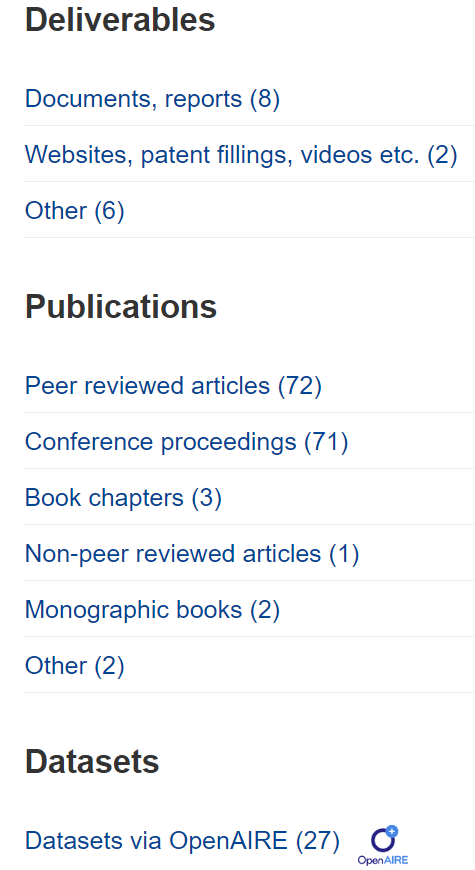 Deliverables
Documents, reports (8)
Websites, patent fillings, videos etc. (2)
Other (6)
Publications
Peer reviewed articles (72)
Conference proceedings (71)
Book chapters (3)
Non-peer reviewed articles (1)
Monographic books (2)
Other (2)
Datasets
Datasets via OpenAIRE (27)
OpenAIRE